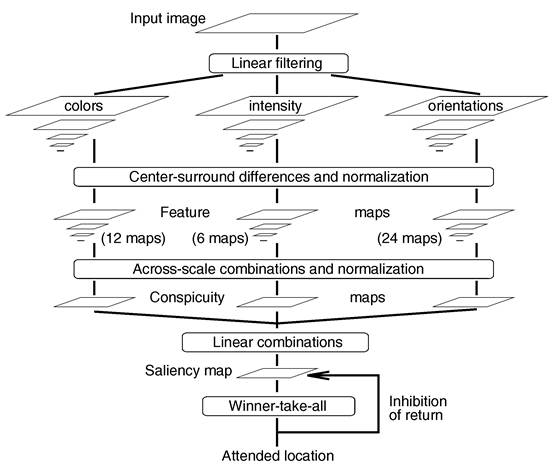 Input image
Linear filtering
colors intensity orientations
Center-surround differences and normalization
Feature maps
(12 maps) (6 maps) (24 maps)
Across-scale combinations and normalization
Conspicuity maps
Linear combinations
Saliency map
Winner-take-all
Inhibition
of return
Attended location